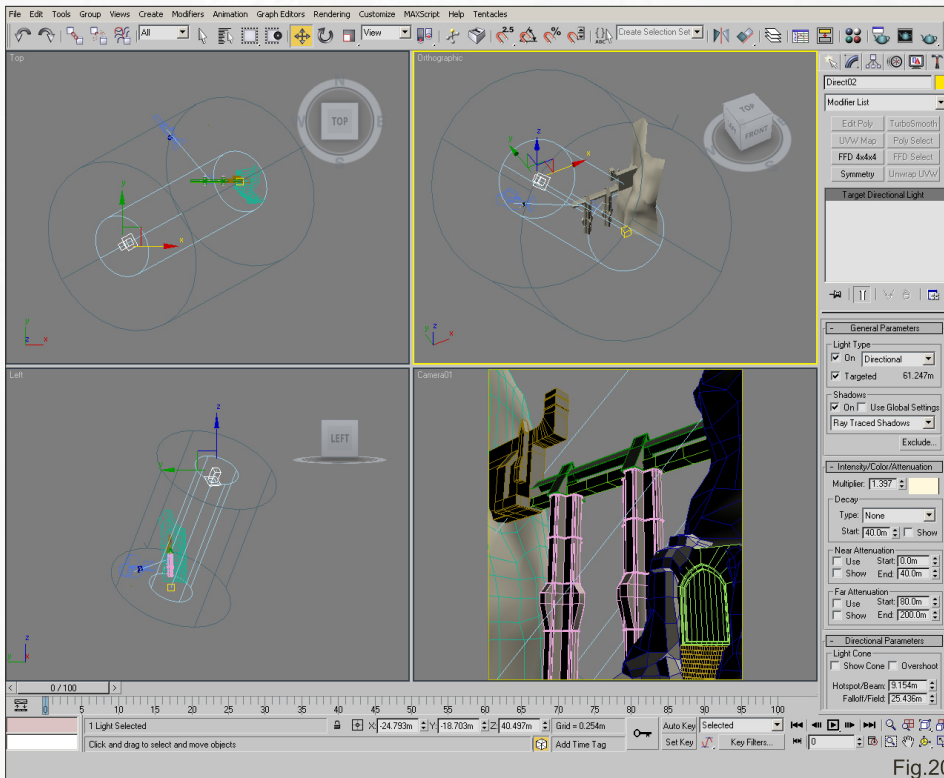 File Edit Tools Group Views Create Modifiers Animation Graph Editors Rendering Customize MAXScript Help Tentacles
All View 2.5 % ABC Create Selection Set
Top
N
W TOP E
S
y
x
y
z x
Orthographic
TOP
FRONT
z
y x
z
y x
Left
z
LEFT
z
x
Camera01
Direct02
Modifier List
Edit Poly TurboSmooth
UVW Map Poly Select
FFD 4x4x4 FFD Select
Symmetry Unwrap UVW
Target Directional Light
- General Parameters
Light Type
On Directional
Targeted 61.247m
Shadows
On Use Global Settings
Ray Traced Shadows
Exclude...
- Intensity/Color/Attenuation
Multiplier: 1.397
Decay
Type: None
Start: 40.0m Show
Near Attenuation
Use Start: 0.0m
Show End: 40.0m
Far Attenuation
Use Start: 80.0m
Show End: 200.0m
- Directional Parameters
Light Cone
Show Cone Overshoot
Hotspot/Beam: 9.154m
Falloff/Field: 25.436m
< 0 / 100 >
0 5 10 15 20 25 30 35 40 45 50 55 60 65 70 75 80 85 90 95 100
1 Light Selected X: -24.793m Y: -18.703m Z: 40.497m Grid = 0.254m Auto Key Selected
Click and drag to select and move objects Add Time Tag Set Key Key Filters... 0